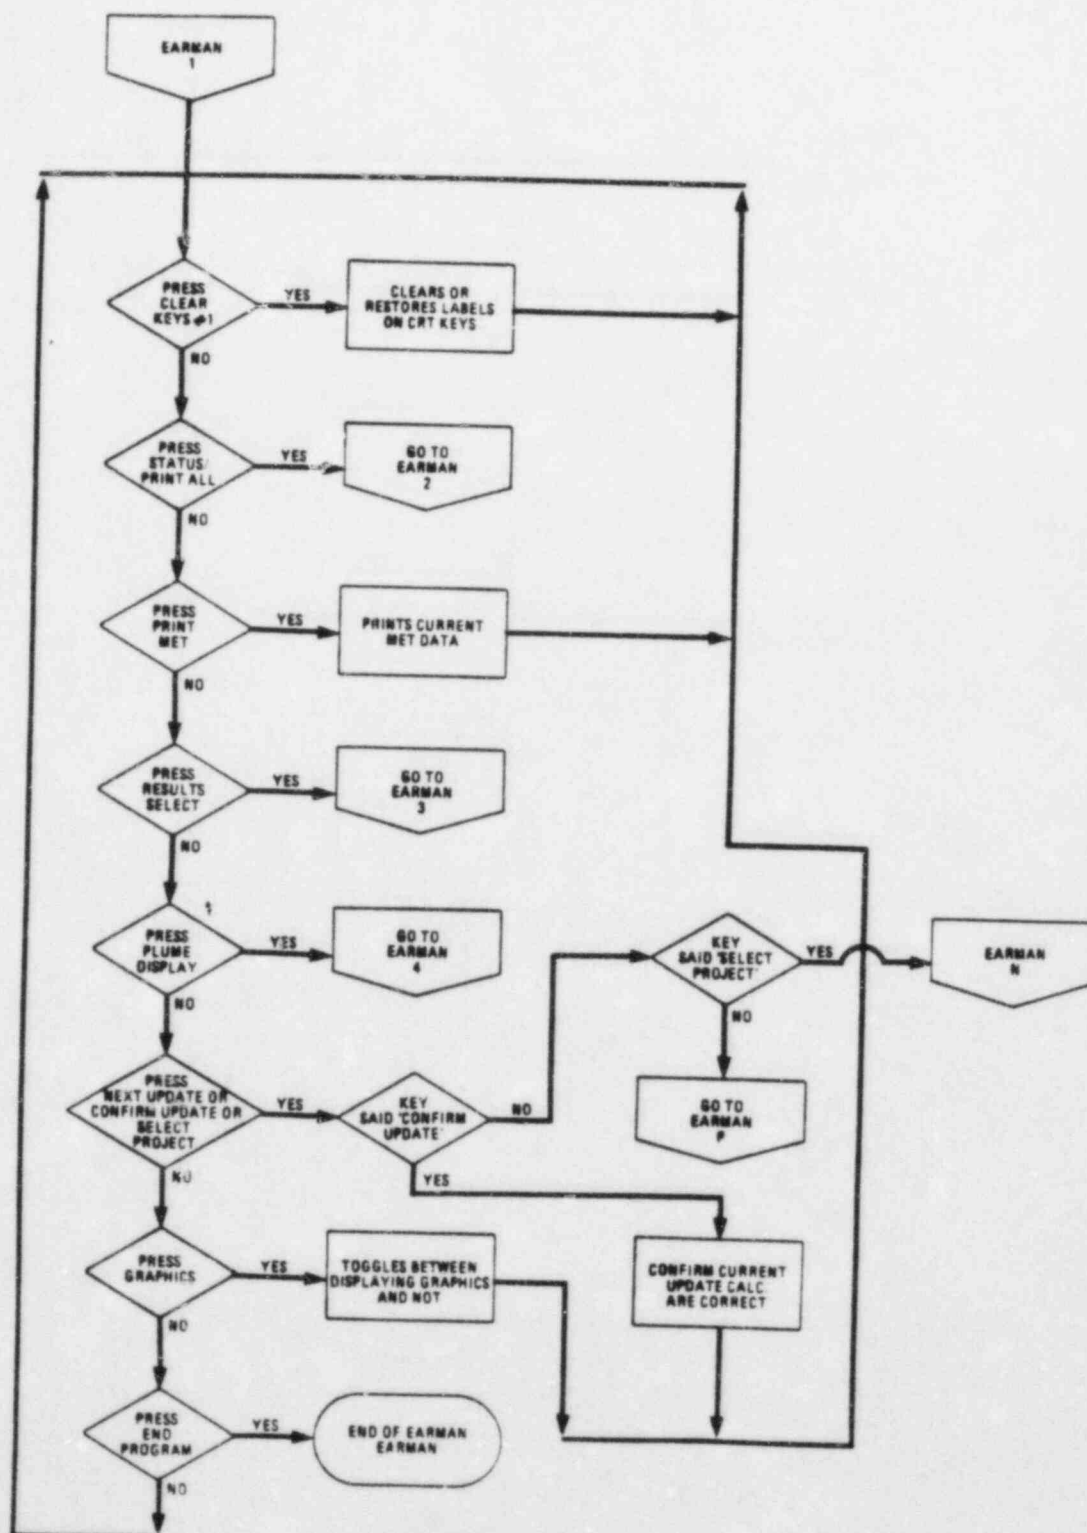 EARMAN
1
PRESS
CLEAR
KEYS #1
YES
CLEARS OR
RESTORES LABELS
ON CRT KEYS
NO
PRESS
STATUS/
PRINT ALL
YES
GO TO
EARMAN
2
NO
PRESS
PRINT
MET
YES
PRINTS CURRENT
MET DATA
NO
PRESS
RESULTS
SELECT
YES
GO TO
EARMAN
3
NO
PRESS
PLUME
DISPLAY
YES
GO TO
EARMAN
4
KEY
SAID 'SELECT
PROJECT'
YES
EARMAN
N
NO
NO
GO TO
EARMAN
P
PRESS
NEXT UPDATE OR
CONFIRM UPDATE OR
SELECT
PROJECT
YES
KEY
SAID 'CONFIRM
UPDATE'
NO
YES
NO
CONFIRM CURRENT
UPDATE CALC
ARE CORRECT
PRESS
GRAPHICS
YES
TOGGLES BETWEEN
DISPLAYING GRAPHICS
AND NOT
NO
PRESS
END
PROGRAM
YES
END OF EARMAN
EARMAN
NO